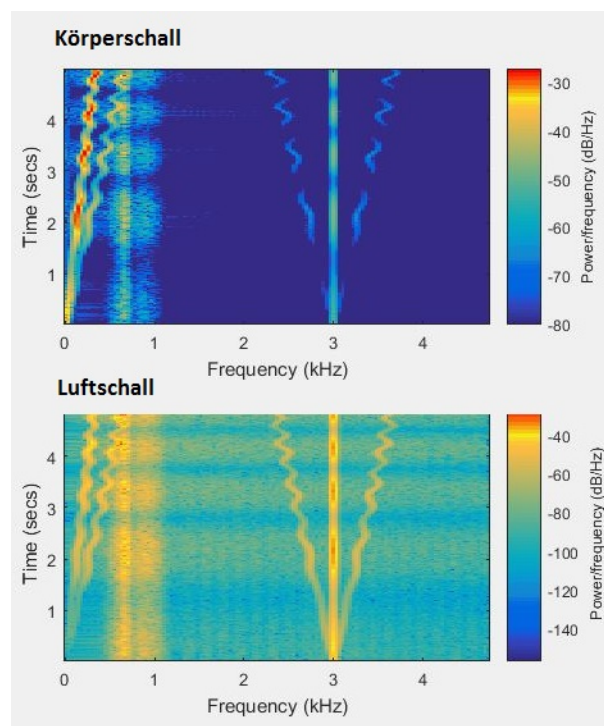 Körperschall
-30
-40
-50
-60
-70
-80
Power/frequency (dB/Hz)
4
3
2
1
Time (secs)
0 1 2 3 4
Frequency (kHz)
Luftschall
-40
-60
-80
-100
-120
-140
Power/frequency (dB/Hz)
4
3
2
1
Time (secs)
0 1 2 3 4
Frequency (kHz)